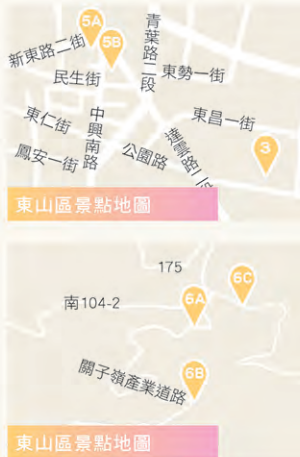 5A
5B
青葉路二段
新東路二街
民生街
東勢一街
東仁街
中興南路
東昌一街
鳳安一街
公園路
達雲路二段
3
東山區景點地圖
175
6C
南104-2
6A
關子嶺產業道路
6B
東山區景點地圖